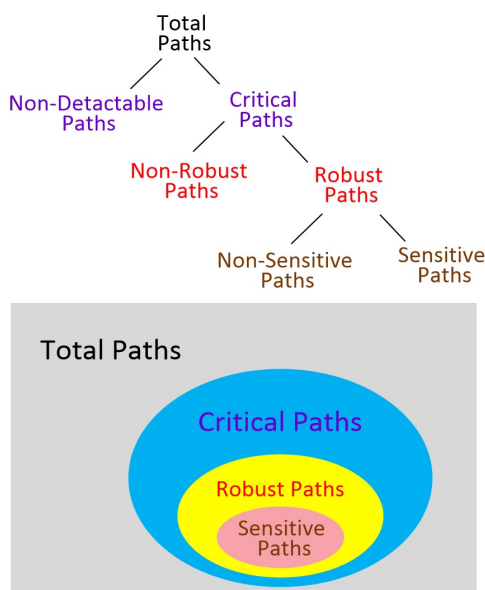 Total
Paths
Non-Detactable
Paths
Critical
Paths
Non-Robust
Paths
Robust
Paths
Non-Sensitive
Paths
Sensitive
Paths
Total Paths
Critical Paths
Robust Paths
Sensitive
Paths